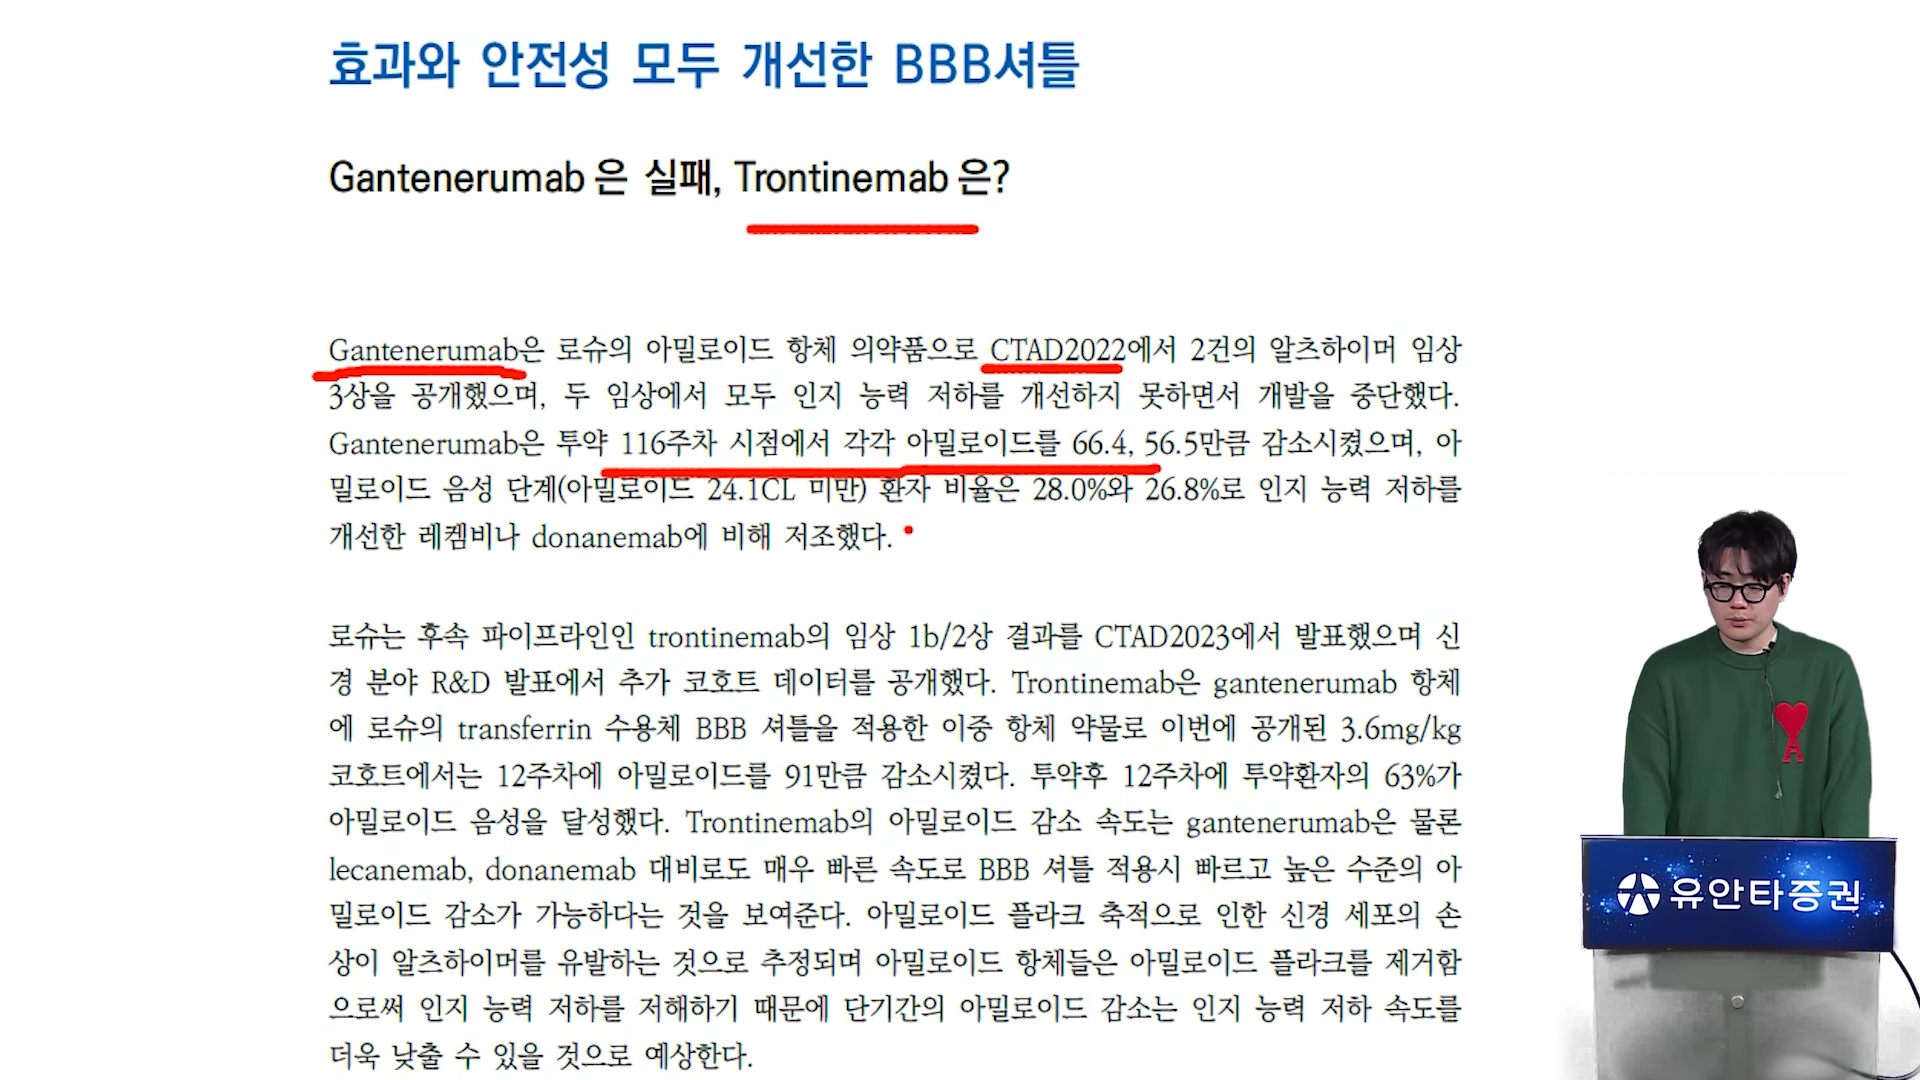 효과와 안전성 모두 개선한 BBB셔틀
Gantenerumab은 실패, Trontinemab은?
Gantenerumab은 로슈의 아밀로이드 항체 의약품으로 CTAD2022에서 2건의 알츠하이머 임상
3상을 공개했으며, 두 임상에서 모두 인지 능력 저하를 개선하지 못하면서 개발을 중단했다.
Gantenerumab은 투약 116주차 시점에서 각각 아밀로이드를 66.4, 56.5만큼 감소시켰으며, 아
밀로이드 음성 단계(아밀로이드 24.1CL 미만) 환자 비율은 28.0%와 26.8%로 인지 능력 저하를
개선한 레켐비나 donanemab에 비해 저조했다.
로슈는 후속 파이프라인인 trontinemab의 임상 1b/2상 결과를 CTAD2023에서 발표했으며 신
경 분야 R&D 발표에서 추가 코호트 데이터를 공개했다. Trontinemab은 gantenerumab 항체
에 로슈의 transferrin 수용체 BBB 셔틀을 적용한 이중 항체 약물로 이번에 공개된 3.6mg/kg
코호트에서는 12주차에 아밀로이드를 91만큼 감소시켰다. 투약후 12주차에 투약환자의 63%가
아밀로이드 음성을 달성했다. Trontinemab의 아밀로이드 감소 속도는 gantenerumab은 물론
lecanemab, donanemab 대비로도 매우 빠른 속도로 BBB 셔틀 적용시 빠르고 높은 수준의 아
밀로이드 감소가 가능하다는 것을 보여준다. 아밀로이드 플라크 축적으로 인한 신경 세포의 손
상이 알츠하이머를 유발하는 것으로 추정되며 아밀로이드 항체들은 아밀로이드 플라크를 제거함
으로써 인지 능력 저하를 저해하기 때문에 단기간의 아밀로이드 감소는 인지 능력 저하 속도를
더욱 낮출 수 있을 것으로 예상한다.
유안타증권